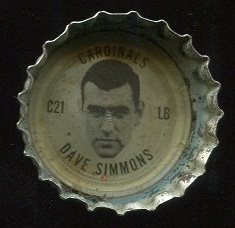 CARDINALS
C21 LB
DAVE SIMMONS